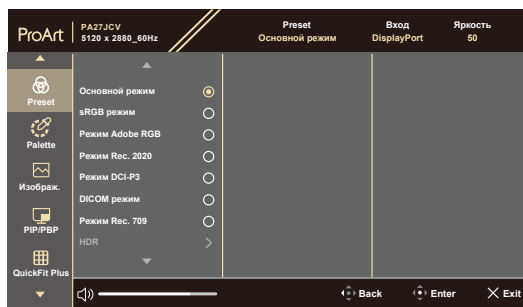 ProArt
PA27JCV
5120 x 2880_60Hz
Preset
Основной режим
Вход
DisplayPort
Яркость
50
Preset
Palette
Изображ.
PIP/PBP
QuickFit Plus
Основной режим
sRGB режим
Режим Adobe RGB
Режим Rec. 2020
Режим DCI-P3
DICOM режим
Режим Rec. 709
HDR
Back
Enter
Exit